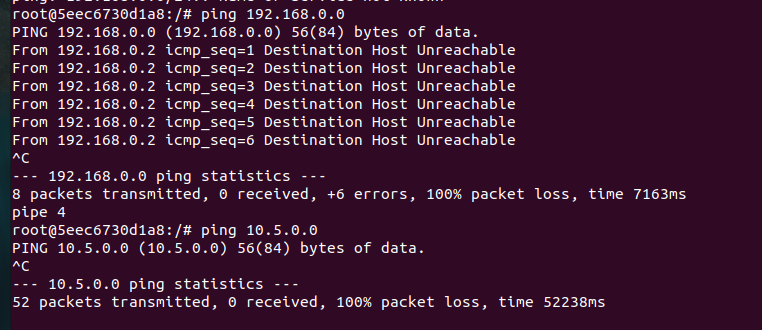 root@5eec6730d1a8:/# ping 192.168.0.0
PING 192.168.0.0 (192.168.0.0) 56(84) bytes of data.
From 192.168.0.2 icmp_seq=1 Destination Host Unreachable
From 192.168.0.2 icmp_seq=2 Destination Host Unreachable
From 192.168.0.2 icmp_seq=3 Destination Host Unreachable
From 192.168.0.2 icmp_seq=4 Destination Host Unreachable
From 192.168.0.2 icmp_seq=5 Destination Host Unreachable
From 192.168.0.2 icmp_seq=6 Destination Host Unreachable
^C
--- 192.168.0.0 ping statistics ---
8 packets transmitted, 0 received, +6 errors, 100% packet loss, time 7163ms
pipe 4
root@5eec6730d1a8:/# ping 10.5.0.0
PING 10.5.0.0 (10.5.0.0) 56(84) bytes of data.
^C
--- 10.5.0.0 ping statistics ---
52 packets transmitted, 0 received, 100% packet loss, time 52238ms